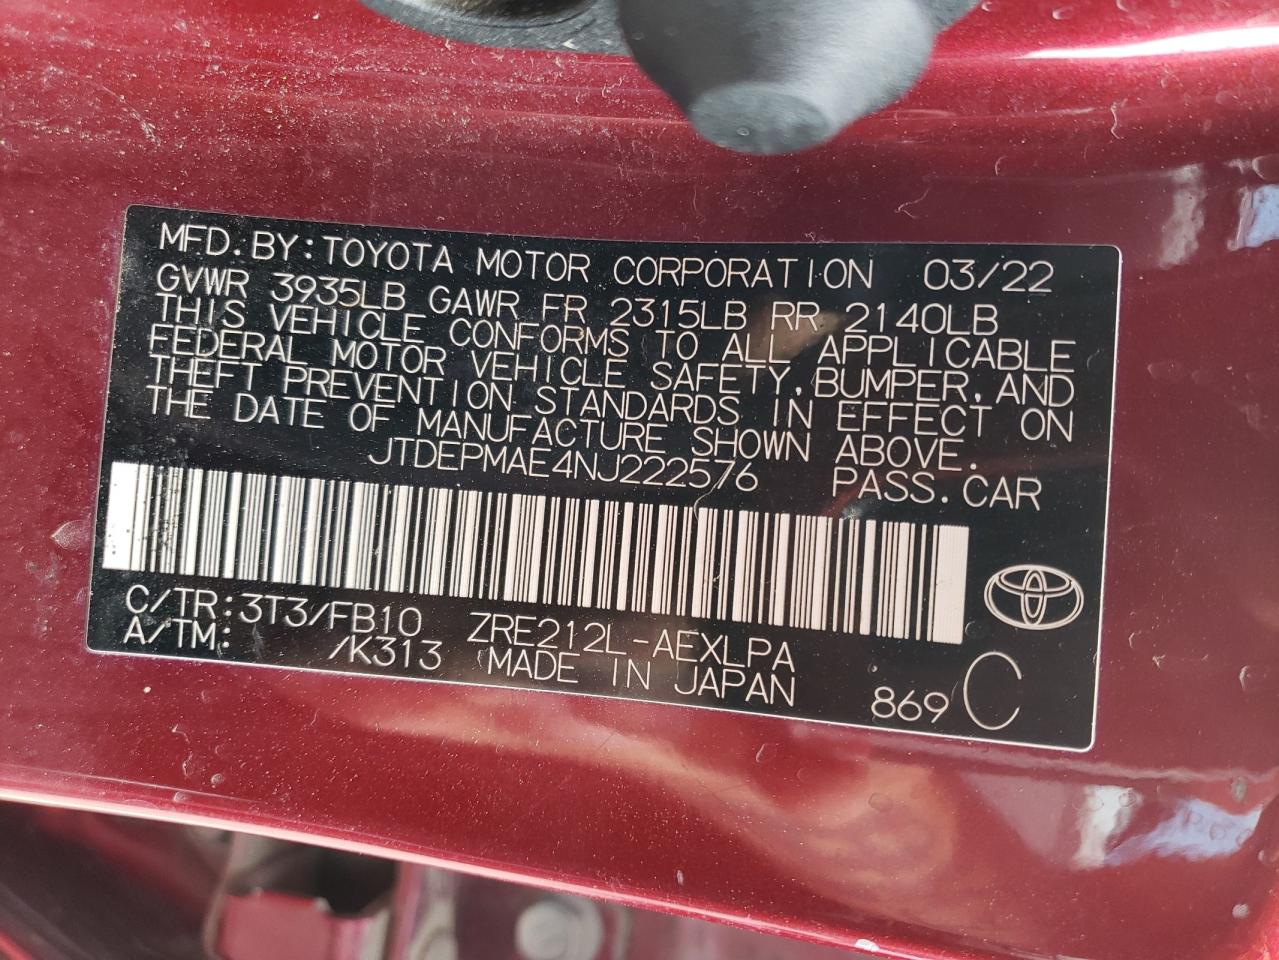 MFD.BY:TOYOTA MOTOR CORPORATION 03/22
GVWR 3935LB GAWR FR 2315LB RR 2140LB
THIS VEHICLE CONFORMS TO ALL APPLICABLE
FEDERAL MOTOR VEHICLE SAFETY,BUMPER,AND
THEFT PREVENTION STANDARDS IN EFFECT ON
THE DATE OF MANUFACTURE SHOWN ABOVE.
JTDEPMAE4NJ222576 PASS.CAR
C/TR:3T3/FB10 ZRE212L-AEXLPA
A/TM: /K313 MADE IN JAPAN 869 C